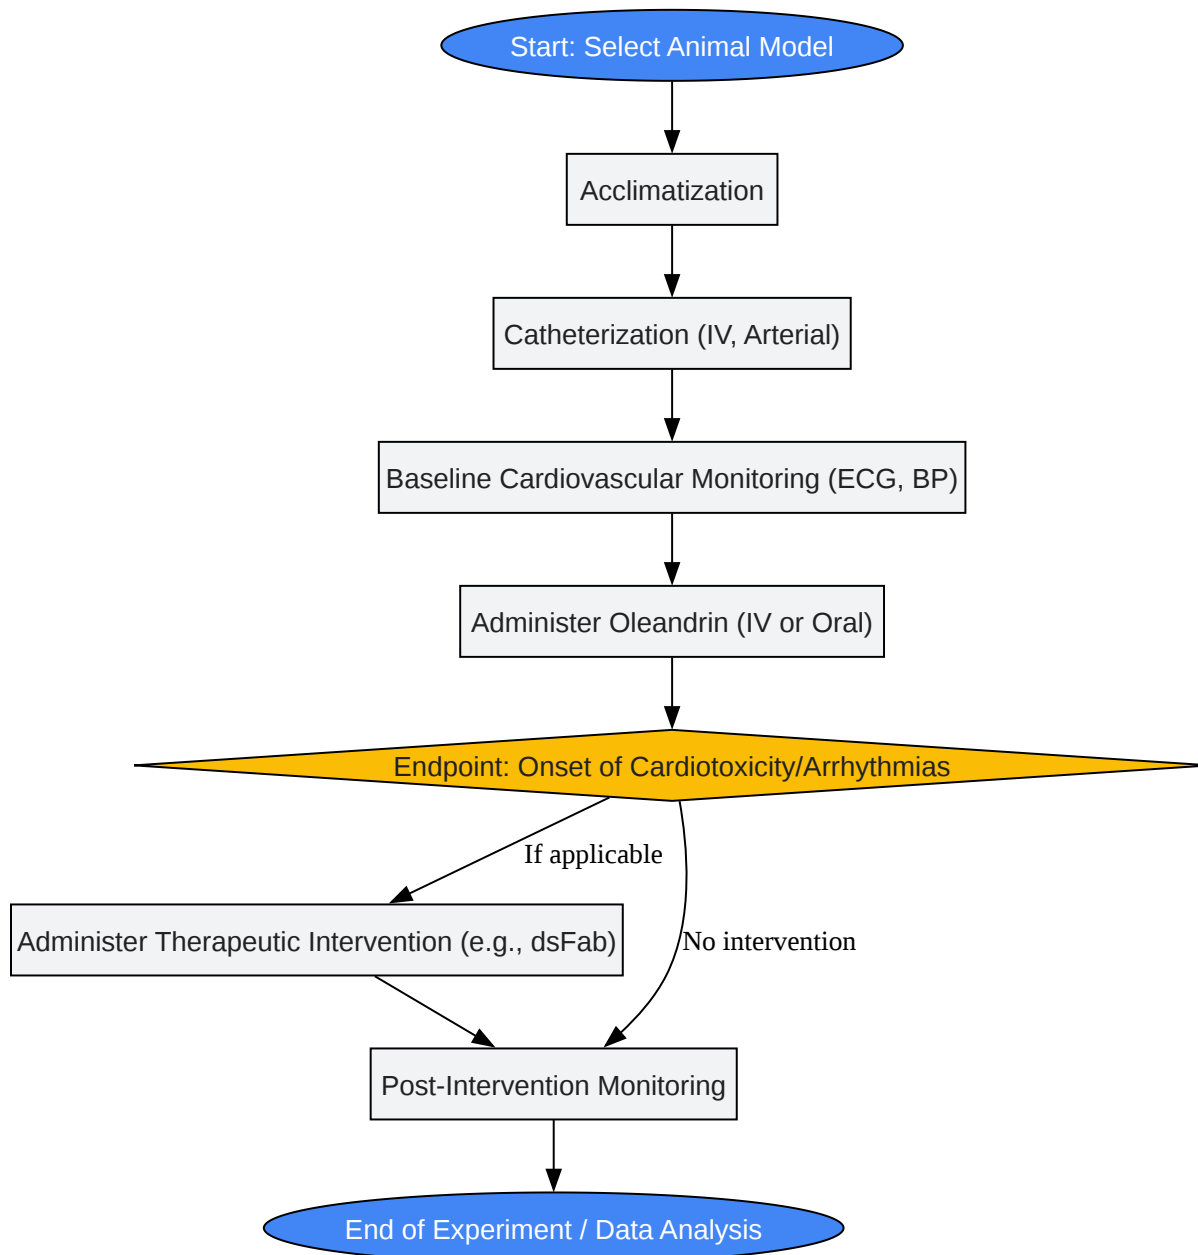 Start: Select Animal Model
Acclimatization
Catheterization (IV, Arterial)
Baseline Cardiovascular Monitoring (ECG, BP)
Administer Oleandrin (IV or Oral)
Endpoint: Onset of Cardiotoxicity/Arrhythmias
If applicable
Administer Therapeutic Intervention (e.g., dsFab)
No intervention
Post-Intervention Monitoring
End of Experiment / Data Analysis